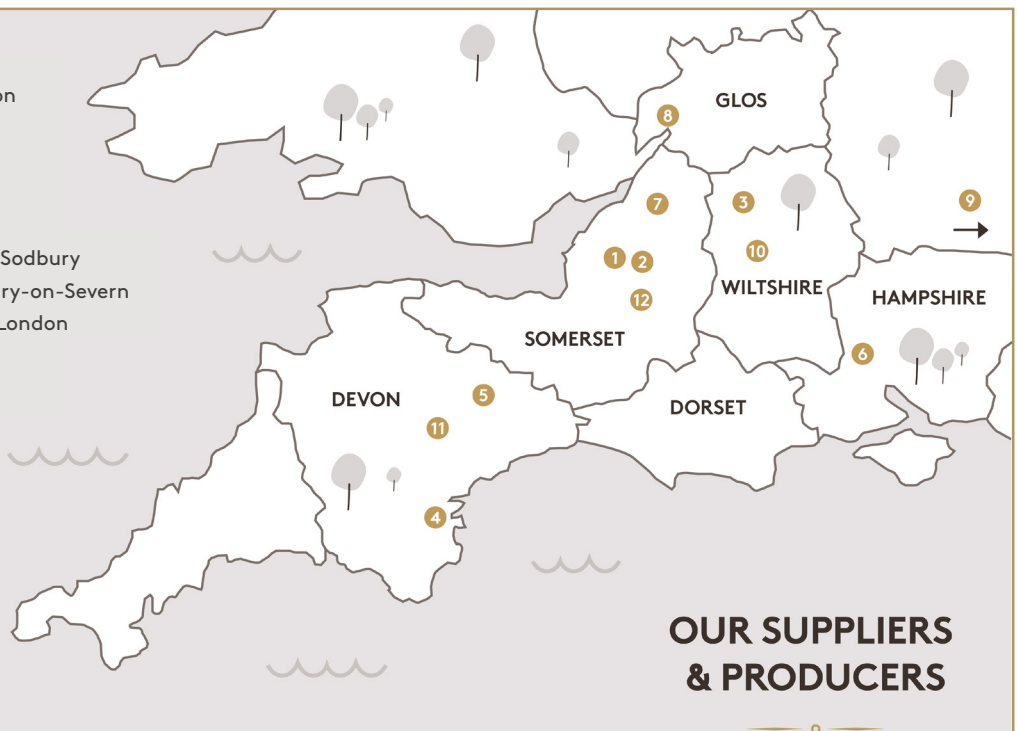 on
Sodbury
ry-on-Severn
London
GLOS
8
7
3
9
1
2
10
12
WILTSHIRE
HAMPSHIRE
SOMERSET
6
DEVON
5
DORSET
11
4
OUR SUPPLIERS
& PRODUCERS